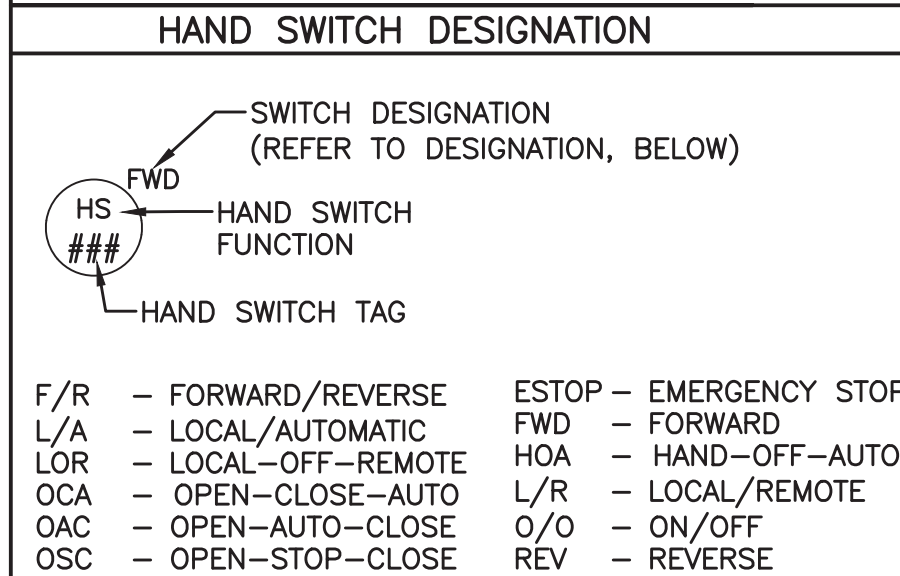 HAND SWITCH DESIGNATION
SWITCH DESIGNATION
(REFER TO DESIGNATION, BELOW)
FWD
HS
HAND SWITCH
FUNCTION
###
HAND SWITCH TAG
F/R – FORWARD/REVERSE
L/A – LOCAL/AUTOMATIC
LOR – LOCAL–OFF–REMOTE
OCA – OPEN–CLOSE–AUTO
OAC – OPEN–AUTO–CLOSE
OSC – OPEN–STOP–CLOSE
ESTOP – EMERGENCY STOP
FWD – FORWARD
HOA – HAND–OFF–AUTO
L/R – LOCAL/REMOTE
O/O – ON/OFF
REV – REVERSE